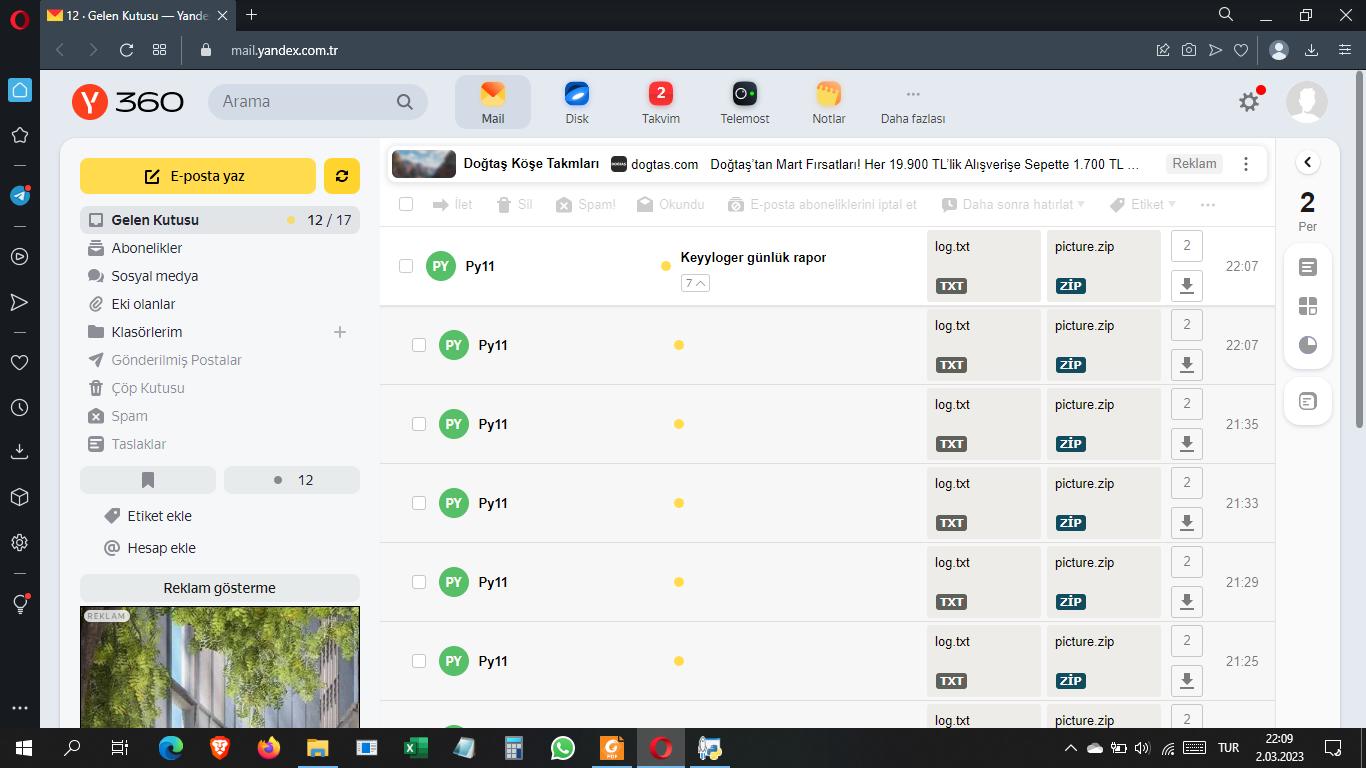 12 · Gelen Kutusu — Yande
mail.yandex.com.tr
Y 360
Arama
Mail
Disk
2
Takvim
Telemost
Notlar
Daha fazlası
E-posta yaz
Gelen Kutusu 12 / 17
Abonelikler
Sosyal medya
Eki olanlar
Klasörlerim
Gönderilmiş Postalar
Çöp Kutusu
Spam
Taslaklar
12
Etiket ekle
Hesap ekle
Reklam gösterme
REKLAM
Doğtaş Köşe Takmları DOGTAŞ dogtas.com Doğtaş'tan Mart Fırsatları! Her 19.900 TL'lik Alışverişe Sepette 1.700 TL ... Reklam
İlet Sil Spam! Okundu E-posta aboneliklerini iptal et Daha sonra hatırlat Etiket
PY Py11 Keyyloger günlük rapor 7 log.txt TXT picture.zip ZİP 2 22:07
PY Py11 log.txt TXT picture.zip ZİP 2 22:07
PY Py11 log.txt TXT picture.zip ZİP 2 21:35
PY Py11 log.txt TXT picture.zip ZİP 2 21:33
PY Py11 log.txt TXT picture.zip ZİP 2 21:29
PY Py11 log.txt TXT picture.zip ZİP 2 21:25
log.txt picture.zip 2
2
Per
TUR
22:09
2.03.2023